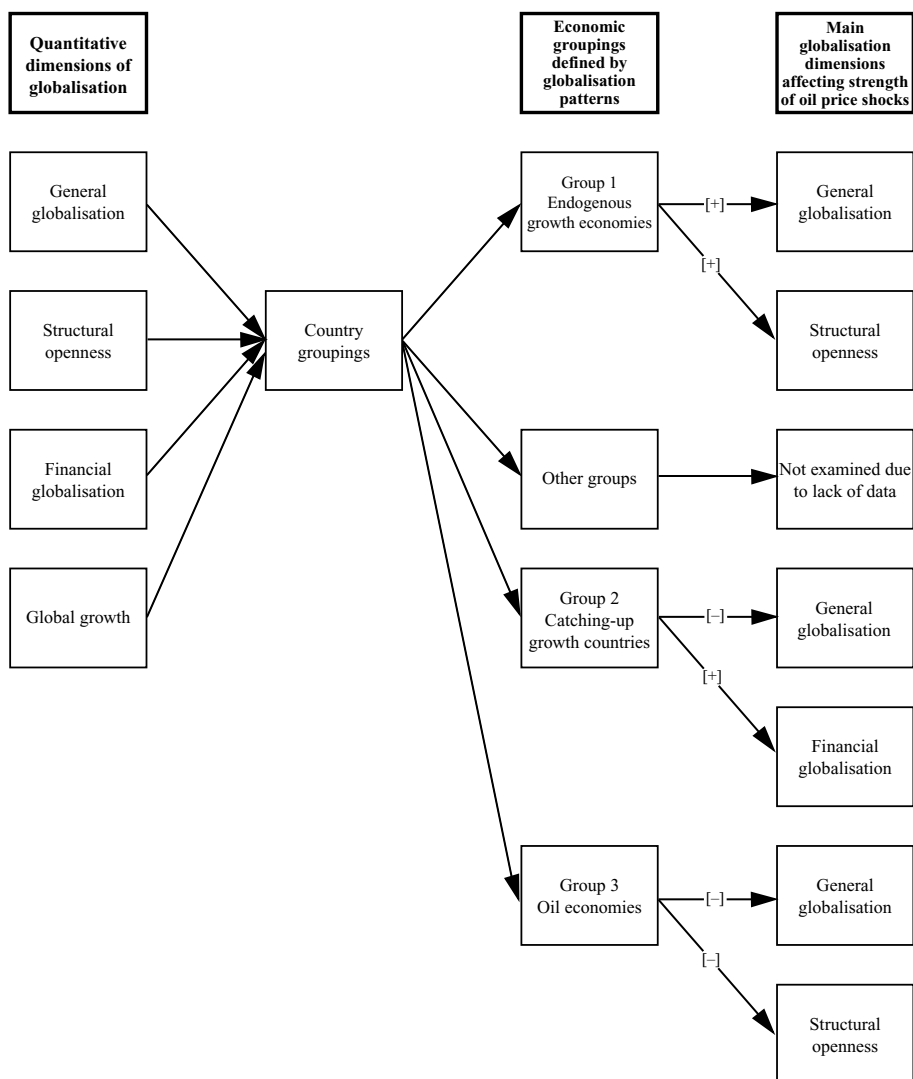 Quantitative
dimensions of
globalisation
Economic
groupings
defined by
globalisation
patterns
Main
globalisation
dimensions
affecting strength
of oil price shocks
General
globalisation
Structural
openness
Financial
globalisation
Global growth
Country
groupings
Group 1
Endogenous
growth economies
[+]
[+]
General
globalisation
Structural
openness
Other groups
Not examined due
to lack of data
Group 2
Catching-up
growth countries
[–]
[+]
General
globalisation
Financial
globalisation
Group 3
Oil economies
[–]
[–]
General
globalisation
Structural
openness